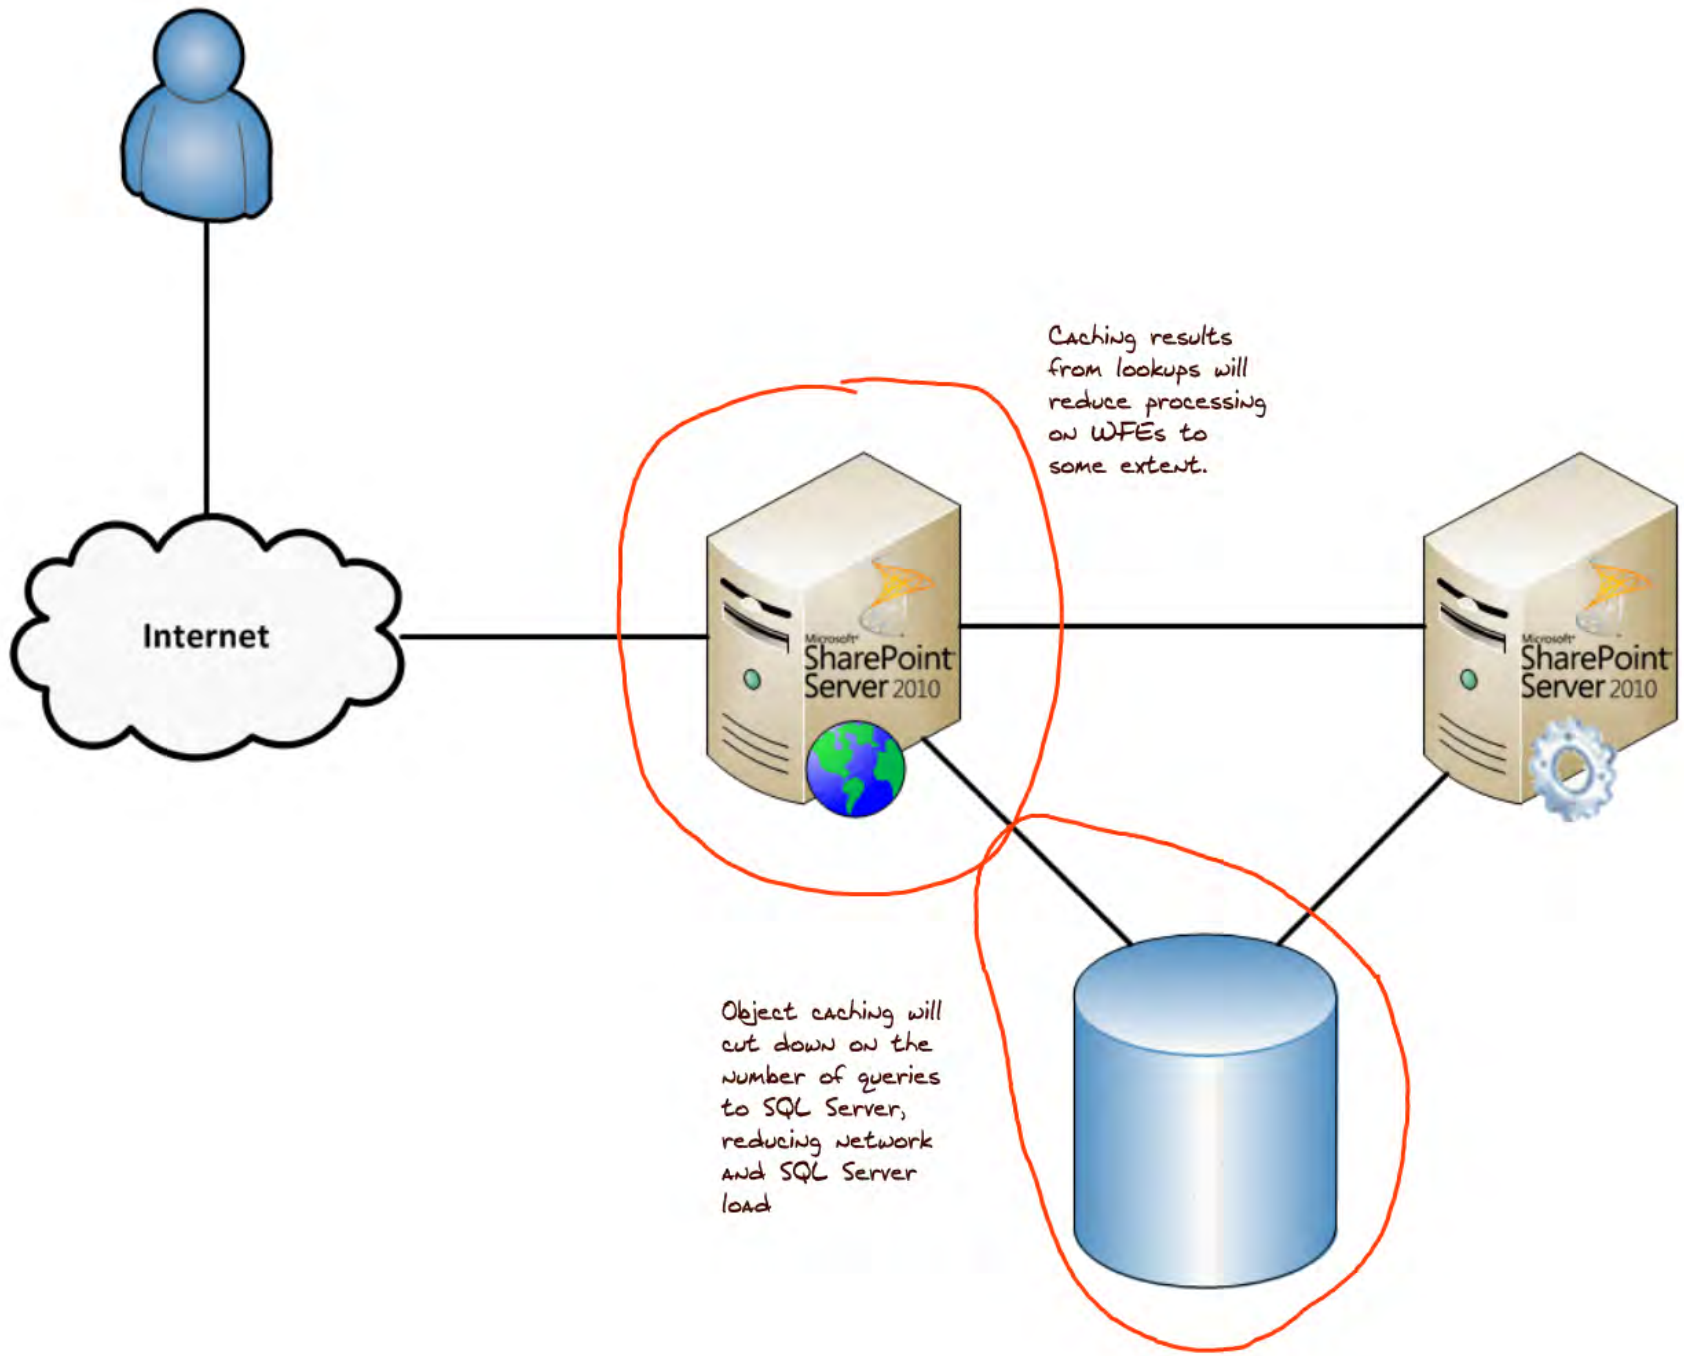 Caching results
from lookups will
reduce processing
on WFEs to
some extent.
Internet
Microsoft
SharePoint
Server 2010
Microsoft
SharePoint
Server 2010
Object caching will
cut down on the
number of queries
to SQL Server,
reducing network
and SQL Server
load